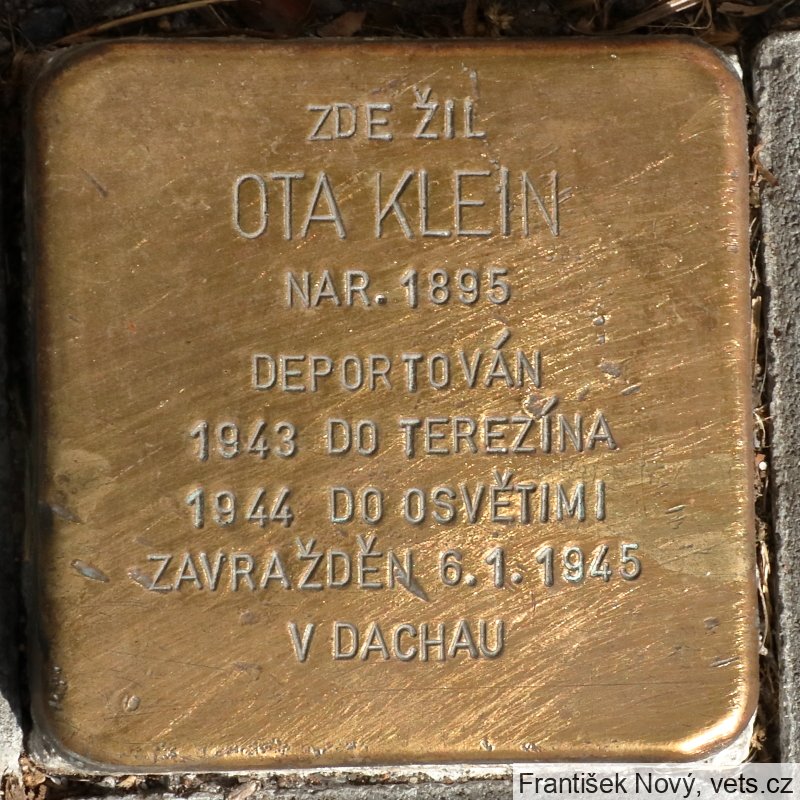 ZDE ŽIL
OTA KLEIN
NAR. 1895
DEPORTOVÁN
1943 DO TEREZÍNA
1944 DO OSVĚTIMI
ZAVRAŽDĚN 6.1.1945
V DACHAU
František Nový, vets.cz